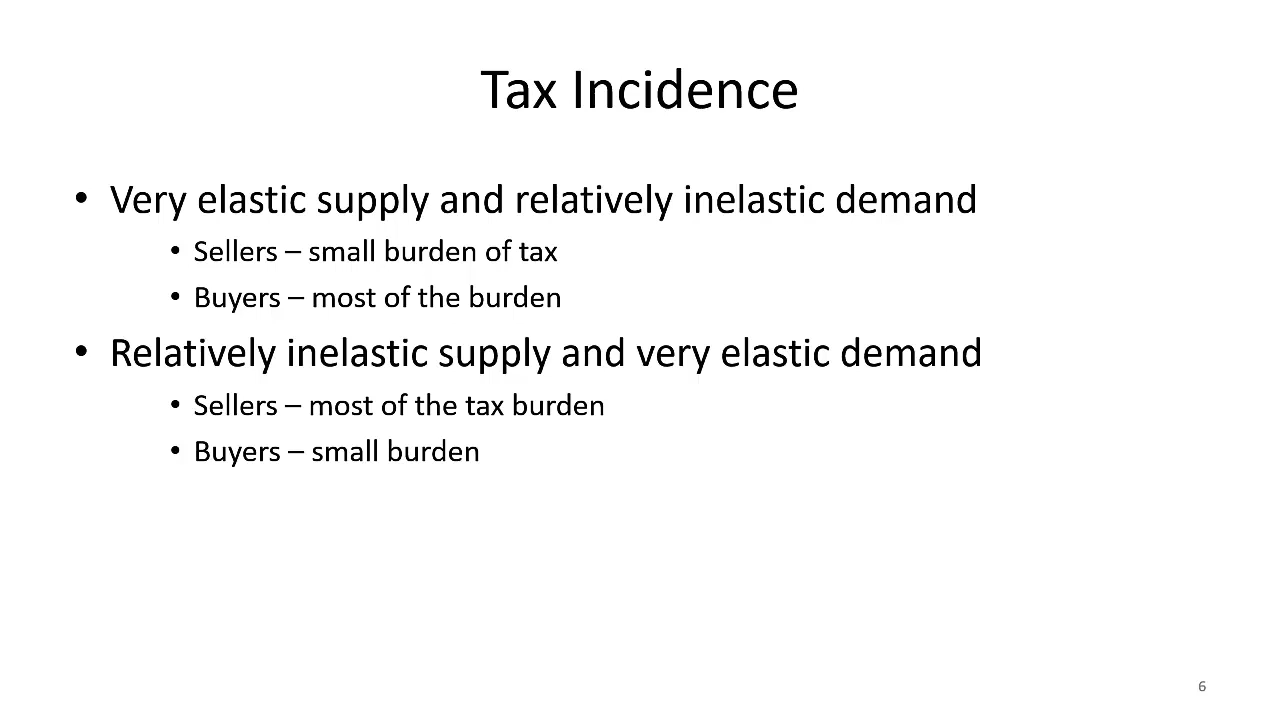 Tax Incidence
• Very elastic supply and relatively inelastic demand
• Sellers – small burden of tax
• Buyers – most of the burden
• Relatively inelastic supply and very elastic demand
• Sellers – most of the tax burden
• Buyers – small burden
6